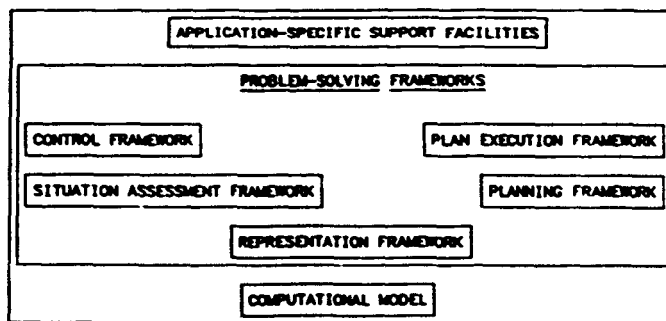 APPLICATION-SPECIFIC SUPPORT FACILITIES
PROBLEM-SOLVING FRAMEWORKS
CONTROL FRAMEWORK
PLAN EXECUTION FRAMEWORK
SITUATION ASSESSMENT FRAMEWORK
PLANNING FRAMEWORK
REPRESENTATION FRAMEWORK
COMPUTATIONAL MODEL